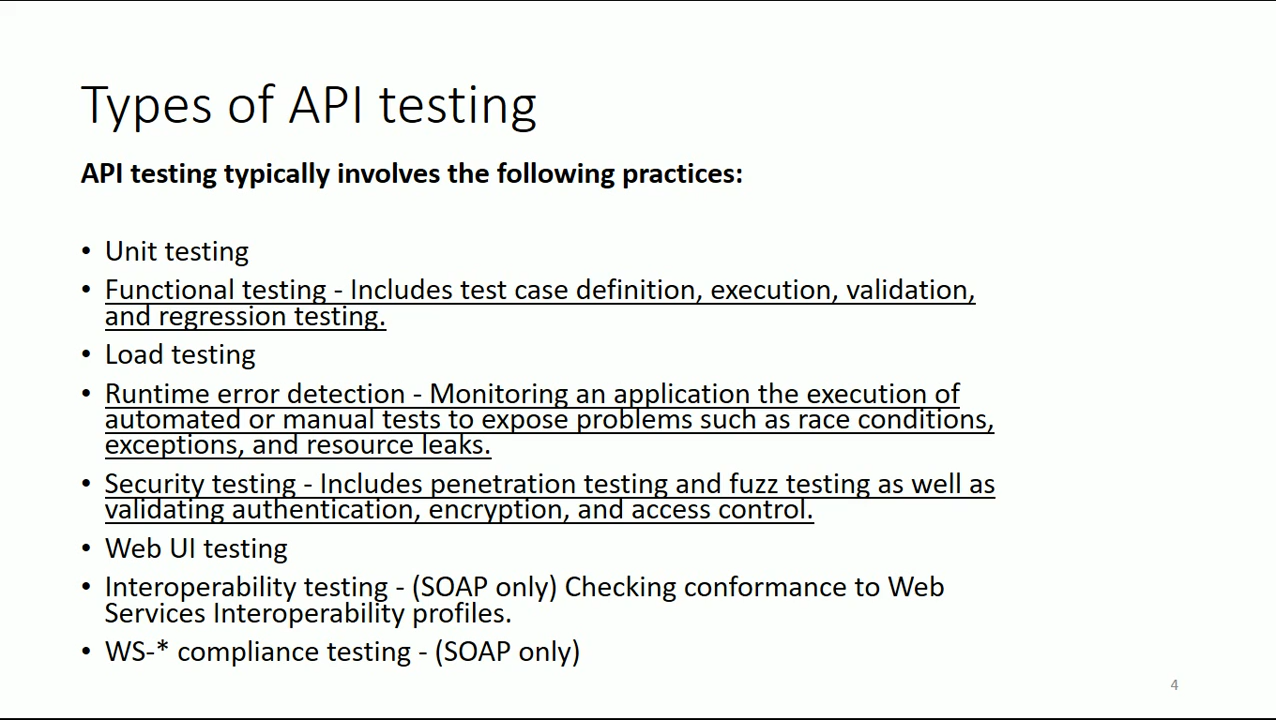 Types of API testing
API testing typically involves the following practices:
• Unit testing
• Functional testing - Includes test case definition, execution, validation,
and regression testing.
• Load testing
• Runtime error detection - Monitoring an application the execution of
automated or manual tests to expose problems such as race conditions,
exceptions, and resource leaks.
• Security testing - Includes penetration testing and fuzz testing as well as
validating authentication, encryption, and access control.
• Web UI testing
• Interoperability testing - (SOAP only) Checking conformance to Web
Services Interoperability profiles.
• WS-* compliance testing - (SOAP only)
4